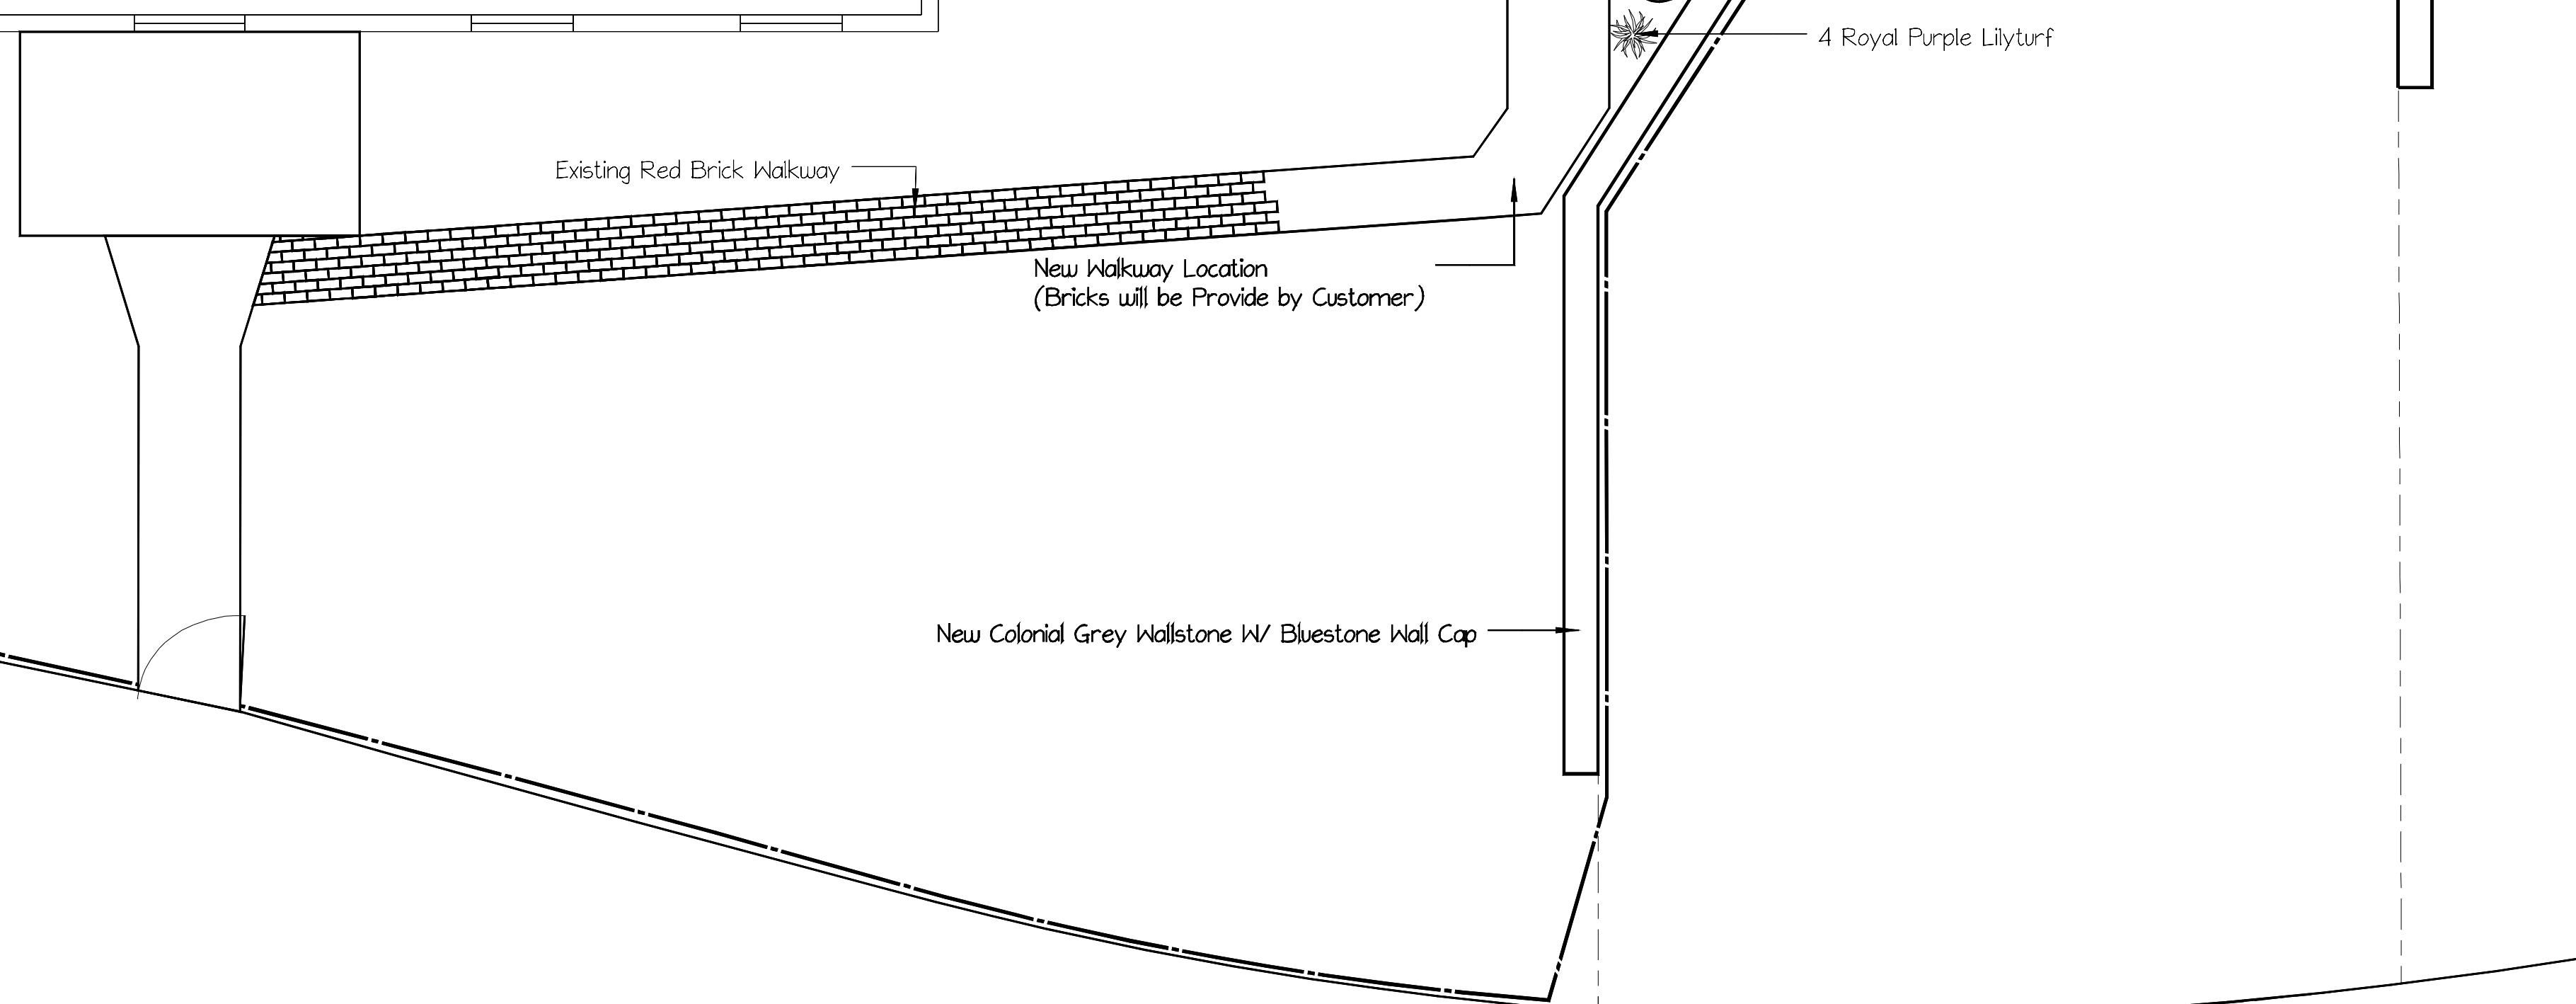 4 Royal Purple Lilyturf
Existing Red Brick Walkway
New Walkway Location
(Bricks will be Provide by Customer)
New Colonial Grey Wallstone W/ Bluestone Wall Cap